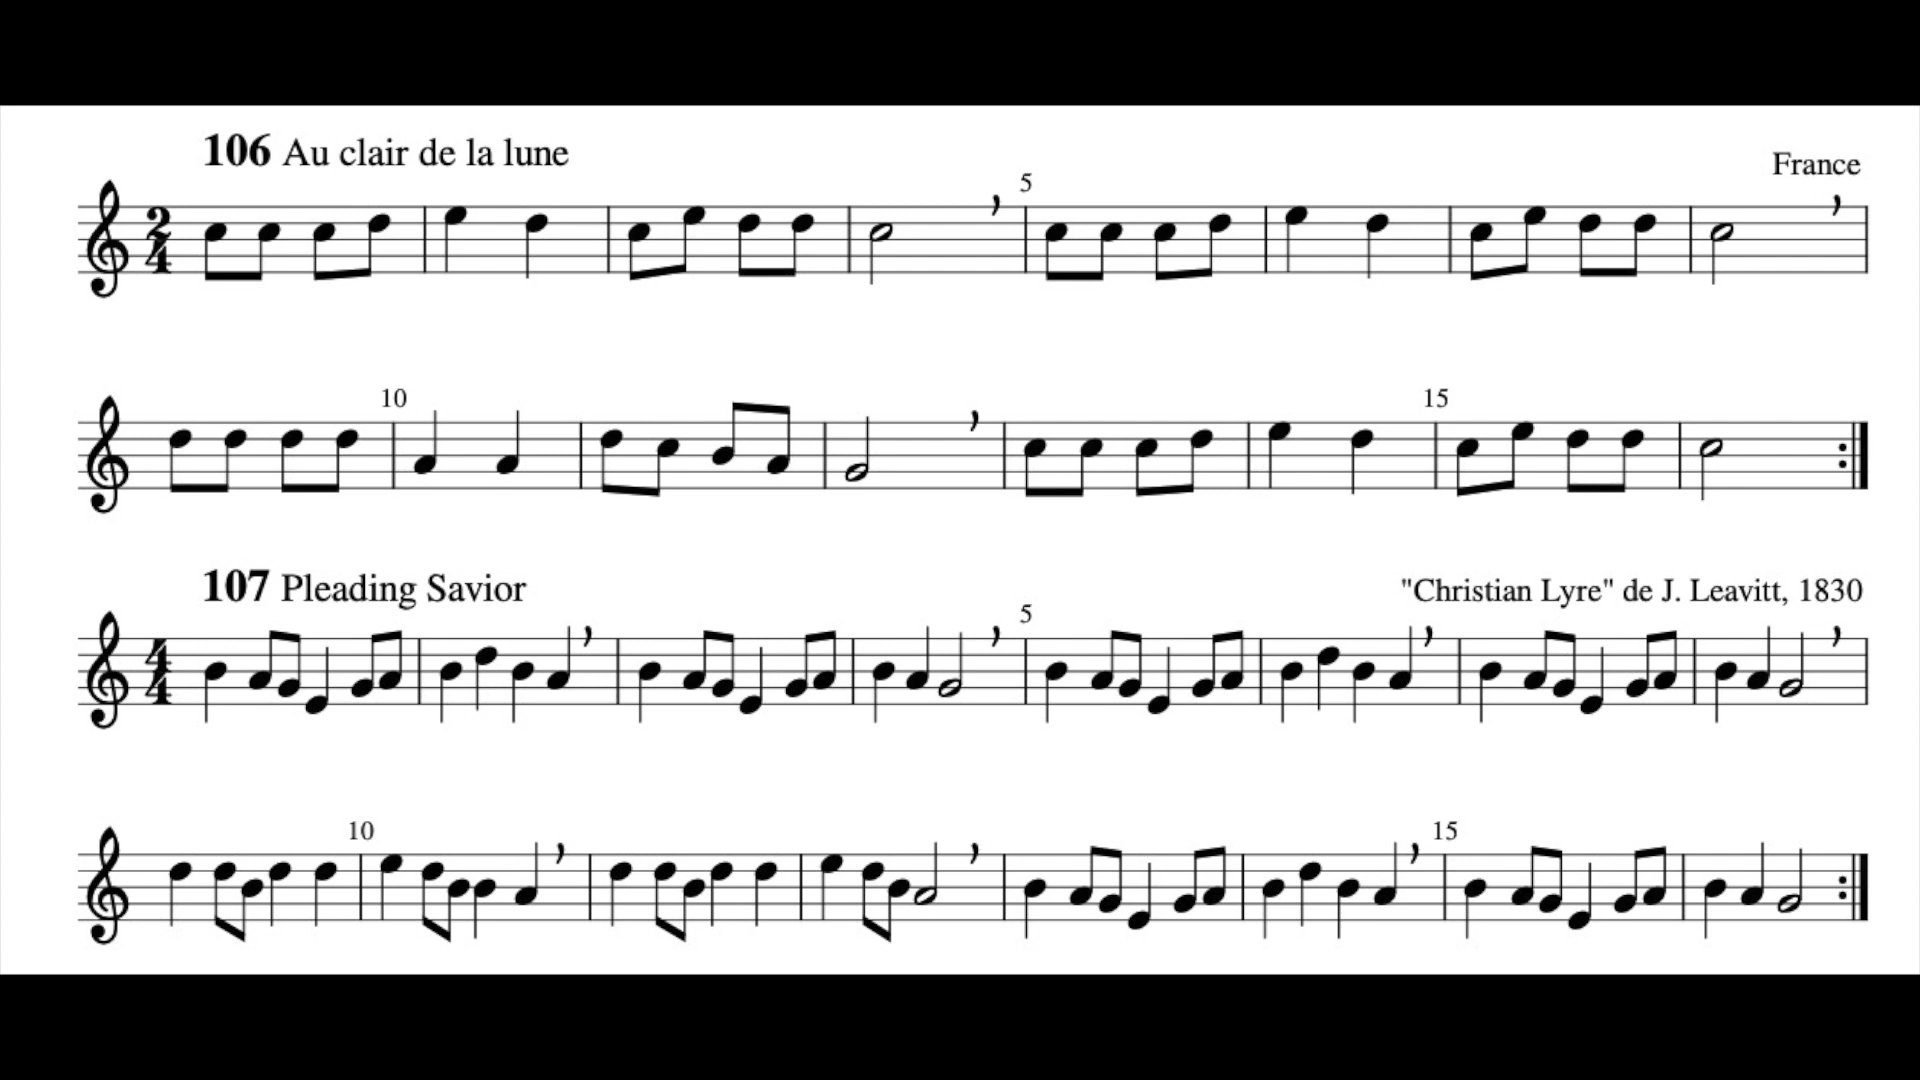 106 Au clair de la lune
France
5
2
4
10
15
107 Pleading Savior
"Christian Lyre" de J. Leavitt, 1830
5
4
4
10
15